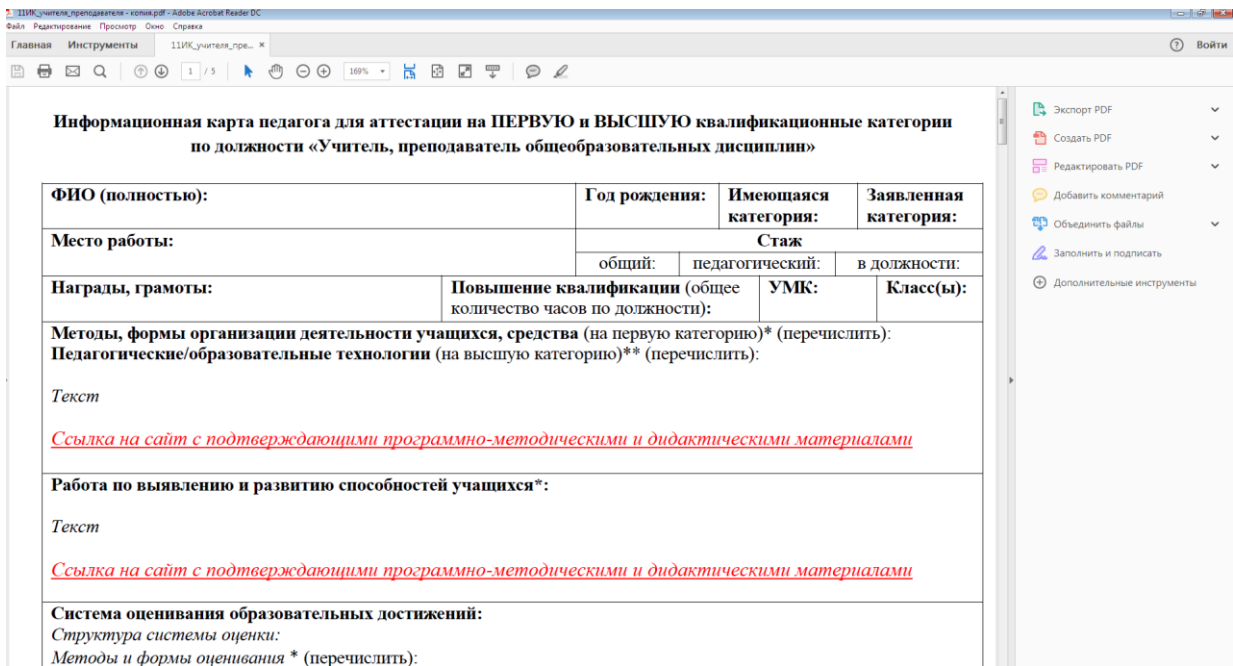 11ИК_учителя_преподавателя - копия.pdf - Adobe Acrobat Reader DC
Файл Редактирование Просмотр Окно Справка
Главная Инструменты 11ИК_учителя_пре... × Войти
1 / 5 169%
Информационная карта педагога для аттестации на ПЕРВУЮ и ВЫСШУЮ квалификационные категории
по должности «Учитель, преподаватель общеобразовательных дисциплин»
ФИО (полностью): Год рождения: Имеющаяся категория: Заявленная категория:
Место работы: Стаж
общий: педагогический: в должности:
Награды, грамоты: Повышение квалификации (общее количество часов по должности): УМК: Класс(ы):
Методы, формы организации деятельности учащихся, средства (на первую категорию)* (перечислить):
Педагогические/образовательные технологии (на высшую категорию)** (перечислить):
Текст
Ссылка на сайт с подтверждающими программно-методическими и дидактическими материалами
Работа по выявлению и развитию способностей учащихся*:
Текст
Ссылка на сайт с подтверждающими программно-методическими и дидактическими материалами
Система оценивания образовательных достижений:
Структура системы оценки:
Методы и формы оценивания * (перечислить):
Экспорт PDF
Создать PDF
Редактировать PDF
Добавить комментарий
Объединить файлы
Заполнить и подписать
Дополнительные инструменты